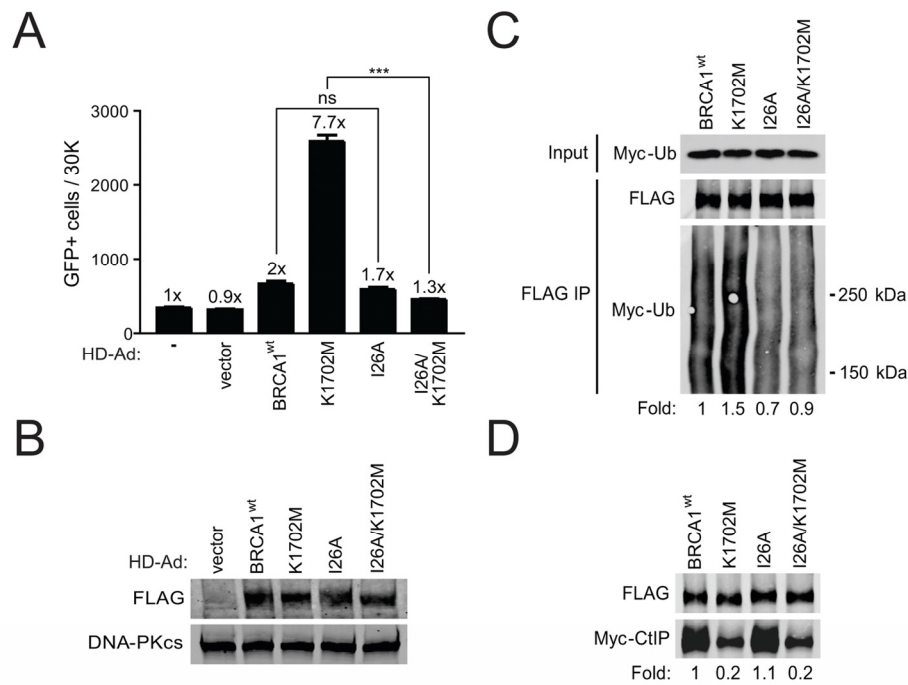 A
GFP+ cells / 30K
3000
2000
1000
0
***
ns
1x
0.9x
2x
7.7x
1.7x
1.3x
HD-Ad:
-
vector
BRCA1wt
K1702M
I26A
I26A/
K1702M
B
HD-Ad:
vector
BRCA1wt
K1702M
I26A
I26A/K1702M
FLAG
DNA-PKcs
C
BRCA1wt
K1702M
I26A
I26A/K1702M
Input
Myc-Ub
FLAG
FLAG IP
Myc-Ub
- 250 kDa
- 150 kDa
Fold: 1 1.5 0.7 0.9
D
BRCA1wt
K1702M
I26A
I26A/K1702M
FLAG
Myc-CtIP
Fold: 1 0.2 1.1 0.2